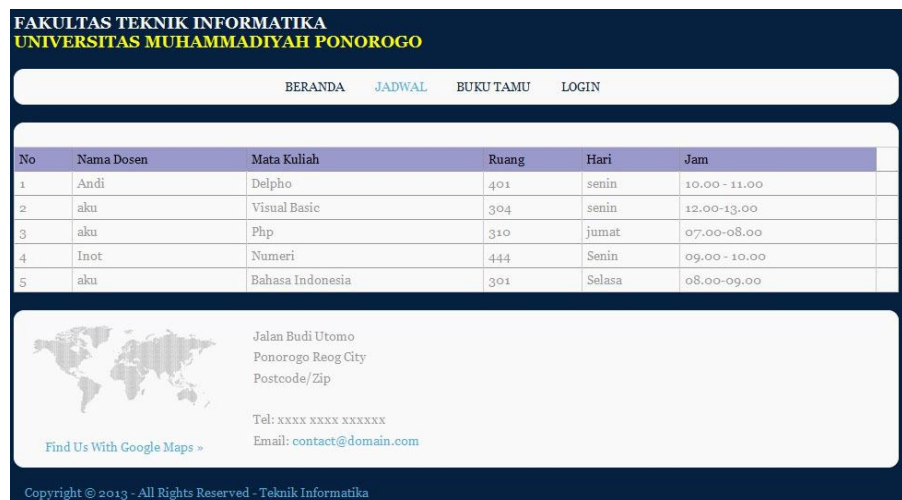 FAKULTAS TEKNIK INFORMATIKA
UNIVERSITAS MUHAMMADIYAH PONOROGO
BERANDA JADWAL BUKU TAMU LOGIN
No Nama Dosen Mata Kuliah Ruang Hari Jam
1 Andi Delpho 401 senin 10.00 - 11.00
2 aku Visual Basic 304 senin 12.00-13.00
3 aku Php 310 jumat 07.00-08.00
4 Inot Numeri 444 Senin 09.00 - 10.00
5 aku Bahasa Indonesia 301 Selasa 08.00-09.00
Jalan Budi Utomo
Ponorogo Reog City
Postcode/Zip
Tel: xxxx xxxx xxxxxx
Email: contact@domain.com
Find Us With Google Maps »
Copyright © 2013 - All Rights Reserved - Teknik Informatika